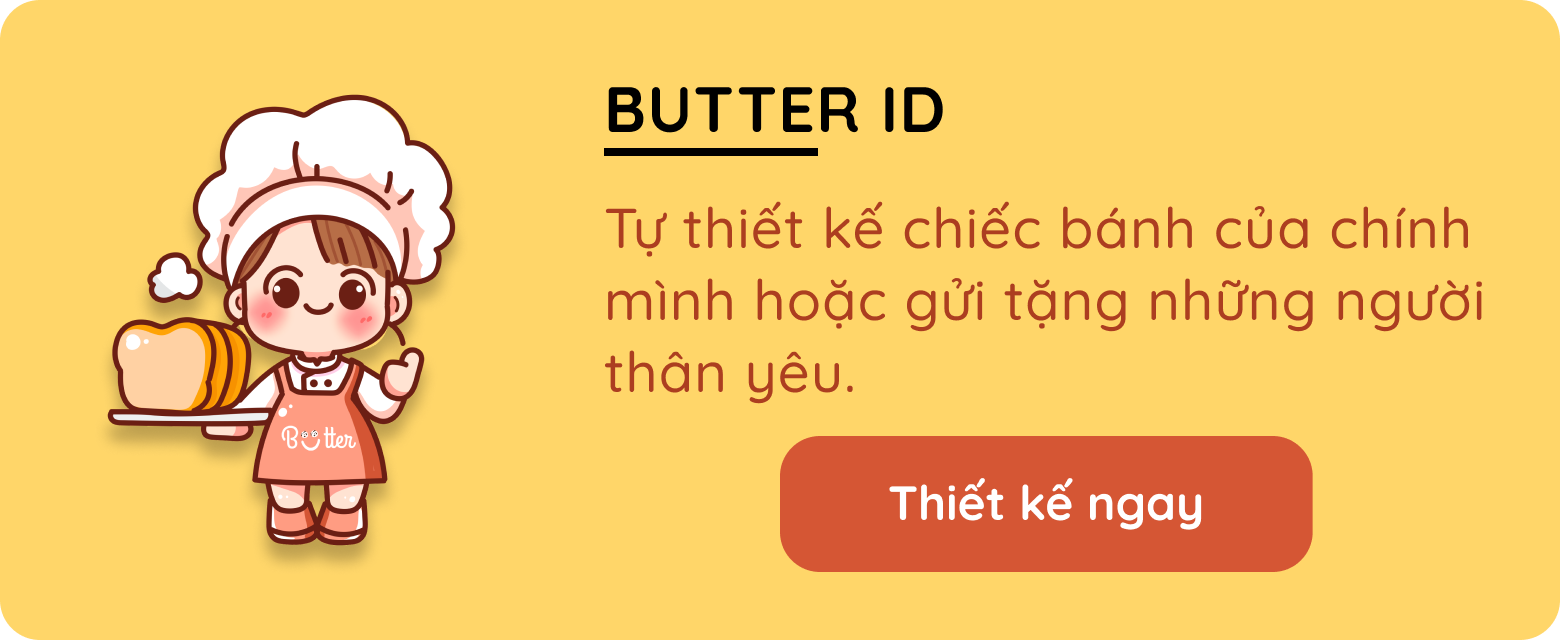 BUTTER ID
Tự thiết kế chiếc bánh của chính
mình hoặc gửi tặng những người
thân yêu.
Butter
Thiết kế ngay